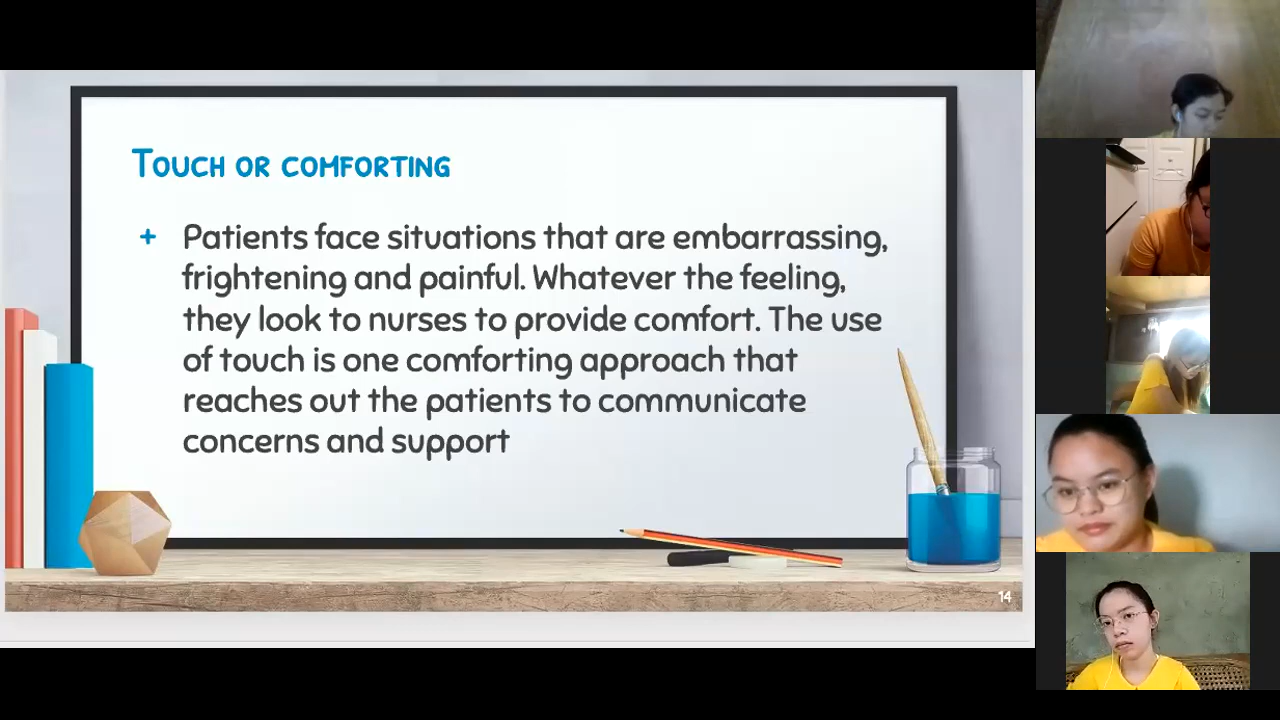 Touch or comforting
+ Patients face situations that are embarrassing,
frightening and painful. Whatever the feeling,
they look to nurses to provide comfort. The use
of touch is one comforting approach that
reaches out the patients to communicate
concerns and support
14